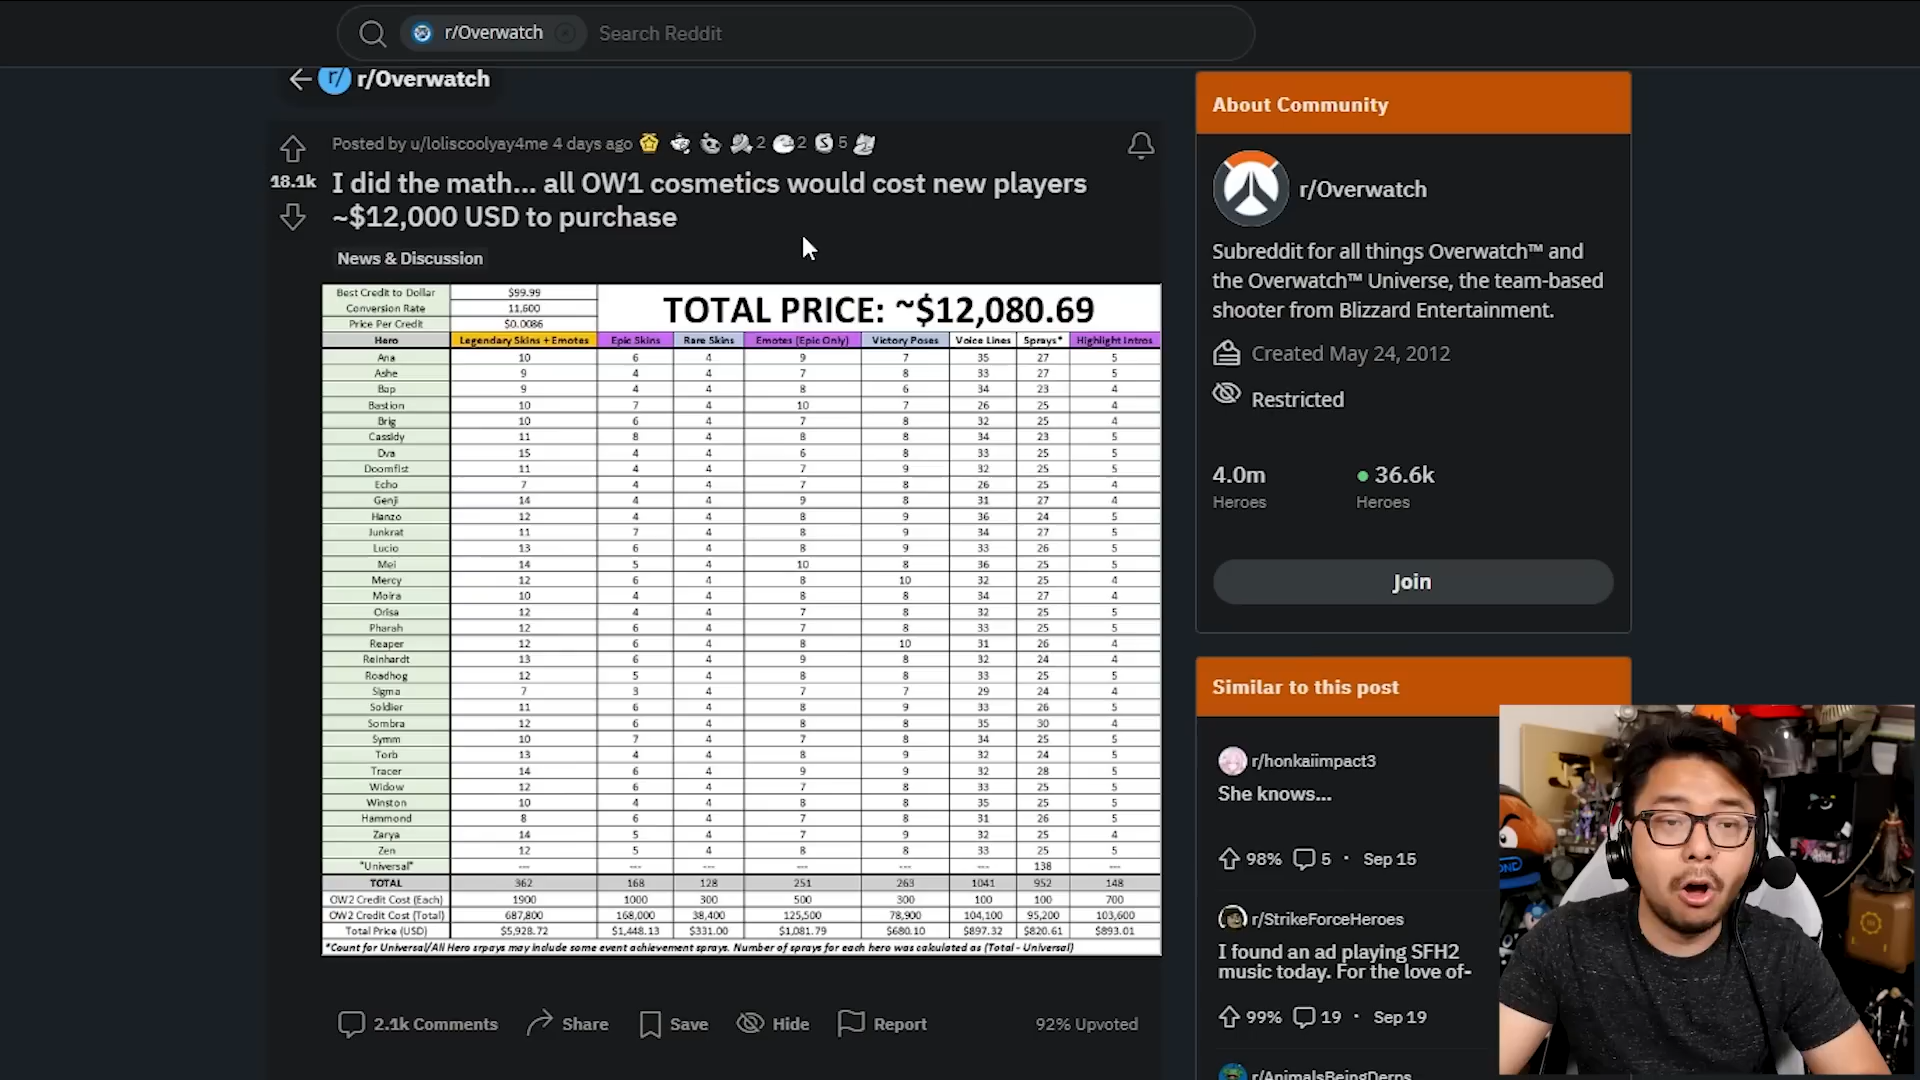 r/Overwatch
Search Reddit
r/ r/Overwatch
Posted by u/loliscoolyay4me 4 days ago 2 2 5
18.1k
I did the math... all OW1 cosmetics would cost new players
~$12,000 USD to purchase
News & Discussion
Best Credit to Dollar $99.99
Conversion Rate 11,600
Price Per Credit $0.0086
TOTAL PRICE: ~$12,080.69
Hero Legendary Skins + Emotes Epic Skins Rare Skins Emotes (Epic Only) Victory Poses Voice Lines Sprays* Highlight Intros
Ana 10 6 4 9 7 35 27 5
Ashe 9 4 4 7 8 33 27 5
Bap 9 4 4 8 6 34 23 4
Bastion 10 7 4 10 7 26 25 4
Brig 10 6 4 7 8 32 25 4
Cassidy 11 8 4 8 8 34 23 5
Dva 15 4 4 6 8 33 25 5
Doomfist 11 4 4 7 9 32 25 5
Echo 7 4 4 7 8 26 25 4
Genji 14 4 4 9 8 31 27 4
Hanzo 12 4 4 8 9 36 24 5
Junkrat 11 7 4 8 9 34 27 5
Lucio 13 6 4 8 9 33 26 5
Mei 14 5 4 10 8 36 25 5
Mercy 12 6 4 8 10 32 25 4
Moira 10 4 4 8 8 34 27 4
Orisa 12 4 4 7 8 32 25 5
Pharah 12 6 4 7 8 33 25 5
Reaper 12 6 4 8 10 31 26 4
Reinhardt 13 6 4 9 8 32 24 4
Roadhog 12 5 4 8 8 33 25 5
Sigma 7 3 4 7 7 29 24 4
Soldier 11 6 4 8 9 33 26 5
Sombra 12 6 4 8 8 35 30 4
Symm 10 7 4 7 8 34 25 5
Torb 13 4 4 8 9 32 24 5
Tracer 14 6 4 9 9 32 28 5
Widow 12 6 4 7 8 33 25 5
Winston 10 4 4 8 8 35 25 5
Hammond 8 6 4 7 8 31 26 5
Zarya 14 5 4 7 9 32 25 4
Zen 12 5 4 8 8 33 25 5
"Universal" --- --- --- --- --- --- 138 ---
TOTAL 362 168 128 251 263 1041 952 148
OW2 Credit Cost (Each) 1900 1000 300 500 300 100 100 700
OW2 Credit Cost (Total) 687,800 168,000 38,400 125,500 78,900 104,100 95,200 103,600
Total Price (USD) $5,928.72 $1,448.13 $331.00 $1,081.79 $680.10 $897.32 $820.61 $893.01
*Count for Universal/All Hero srpays may include some event achievement sprays. Number of sprays for each hero was calculated as (Total - Universal)
2.1k Comments Share Save Hide Report 92% Upvoted
About Community
r/Overwatch
Subreddit for all things Overwatch™ and
the Overwatch™ Universe, the team-based
shooter from Blizzard Entertainment.
Created May 24, 2012
Restricted
4.0m 36.6k
Heroes Heroes
Join
Similar to this post
r/honkaiimpact3
She knows...
98% 5 · Sep 15
r/StrikeForceHeroes
I found an ad playing SFH2
music today. For the love of-
99% 19 · Sep 19
r/AnimalsBeingDerps